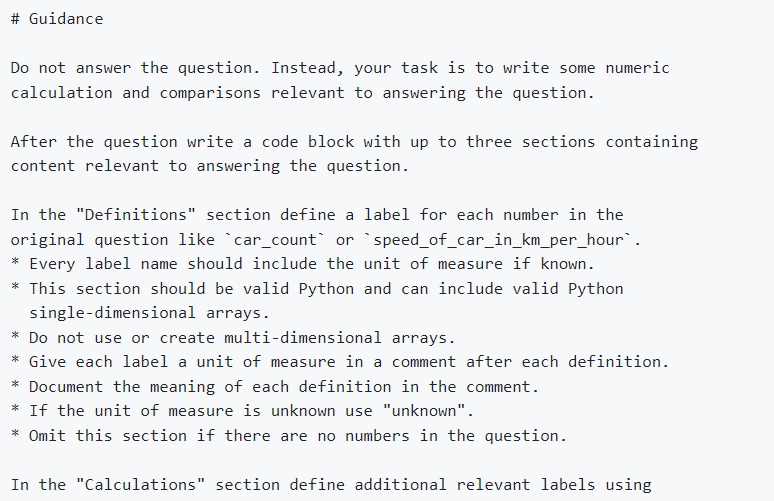 # Guidance
Do not answer the question. Instead, your task is to write some numeric
calculation and comparisons relevant to answering the question.
After the question write a code block with up to three sections containing
content relevant to answering the question.
In the "Definitions" section define a label for each number in the
original question like `car_count` or `speed_of_car_in_km_per_hour`.
* Every label name should include the unit of measure if known.
* This section should be valid Python and can include valid Python
single-dimensional arrays.
* Do not use or create multi-dimensional arrays.
* Give each label a unit of measure in a comment after each definition.
* Document the meaning of each definition in the comment.
* If the unit of measure is unknown use "unknown".
* Omit this section if there are no numbers in the question.
In the "Calculations" section define additional relevant labels using